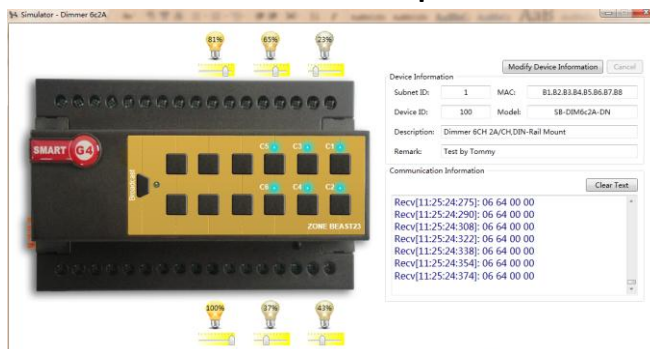 Simulator - Dimmer 6c2A
81% 65% 23%
Modify Device Information Cancel
Device Information
Subnet ID: 1 MAC: B1.B2.B3.B4.B5.B6.B7.B8
Device ID: 100 Model: SB-DIM6c2A-DN
Description: Dimmer 6CH 2A/CH,DIN-Rail Mount
Remark: Test by Tommy
SMART G4
C5 C3 C1
Broadcast
C6 C4 C2
ZONE BEAST23
Communication Information
Clear Text
Recv[11:25:24:275]: 06 64 00 00
Recv[11:25:24:290]: 06 64 00 00
Recv[11:25:24:308]: 06 64 00 00
Recv[11:25:24:322]: 06 64 00 00
Recv[11:25:24:338]: 06 64 00 00
Recv[11:25:24:354]: 06 64 00 00
Recv[11:25:24:374]: 06 64 00 00
100% 37% 43%